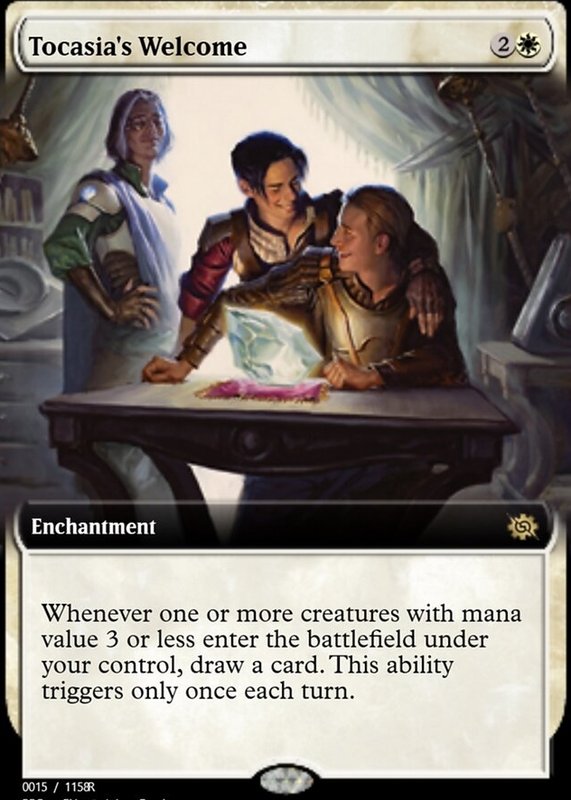 Tocasia's Welcome
2
Enchantment
Whenever one or more creatures with mana
value 3 or less enter the battlefield under
your control, draw a card. This ability
triggers only once each turn.
0015 / 1158R